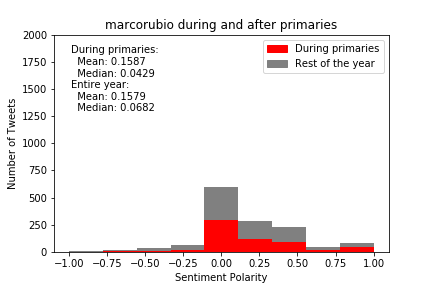 marcorubio during and after primaries
2000
1750
1500
1250
1000
750
500
250
0
Number of Tweets
During primaries:
Mean: 0.1587
Median: 0.0429
Entire year:
Mean: 0.1579
Median: 0.0682
During primaries
Rest of the year
−1.00 −0.75 −0.50 −0.25 0.00 0.25 0.50 0.75 1.00
Sentiment Polarity